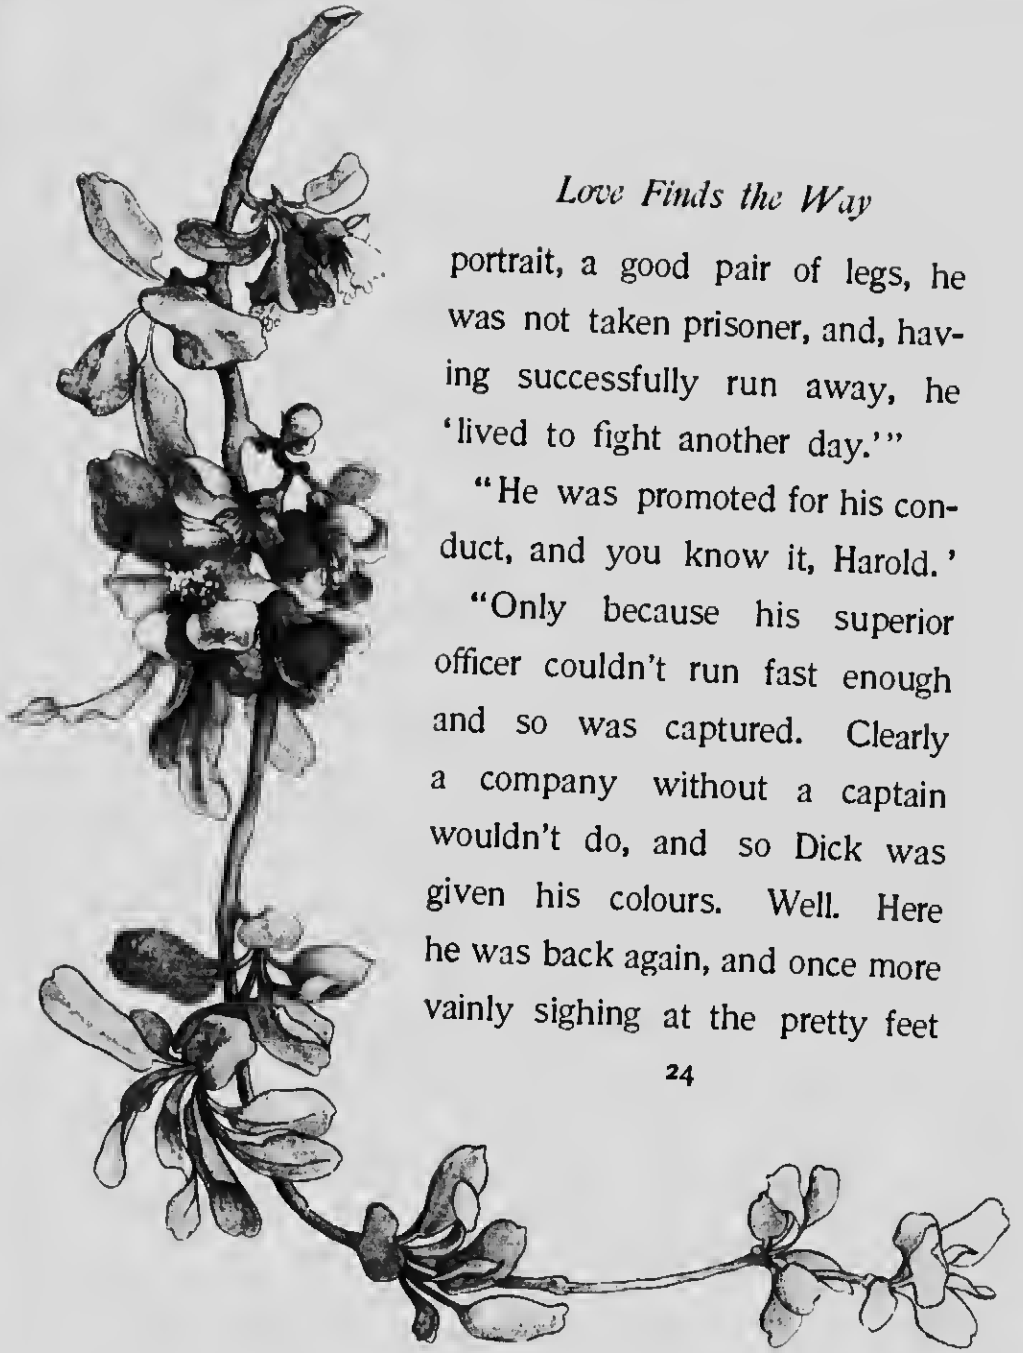 Love Finds the Way
portrait, a good pair of legs, he
was not taken prisoner, and, hav-
ing successfully run away, he
‘lived to fight another day.’”
“He was promoted for his con-
duct, and you know it, Harold.’
“Only because his superior
officer couldn’t run fast enough
and so was captured. Clearly
a company without a captain
wouldn’t do, and so Dick was
given his colours. Well. Here
he was back again, and once more
vainly sighing at the pretty feet
24